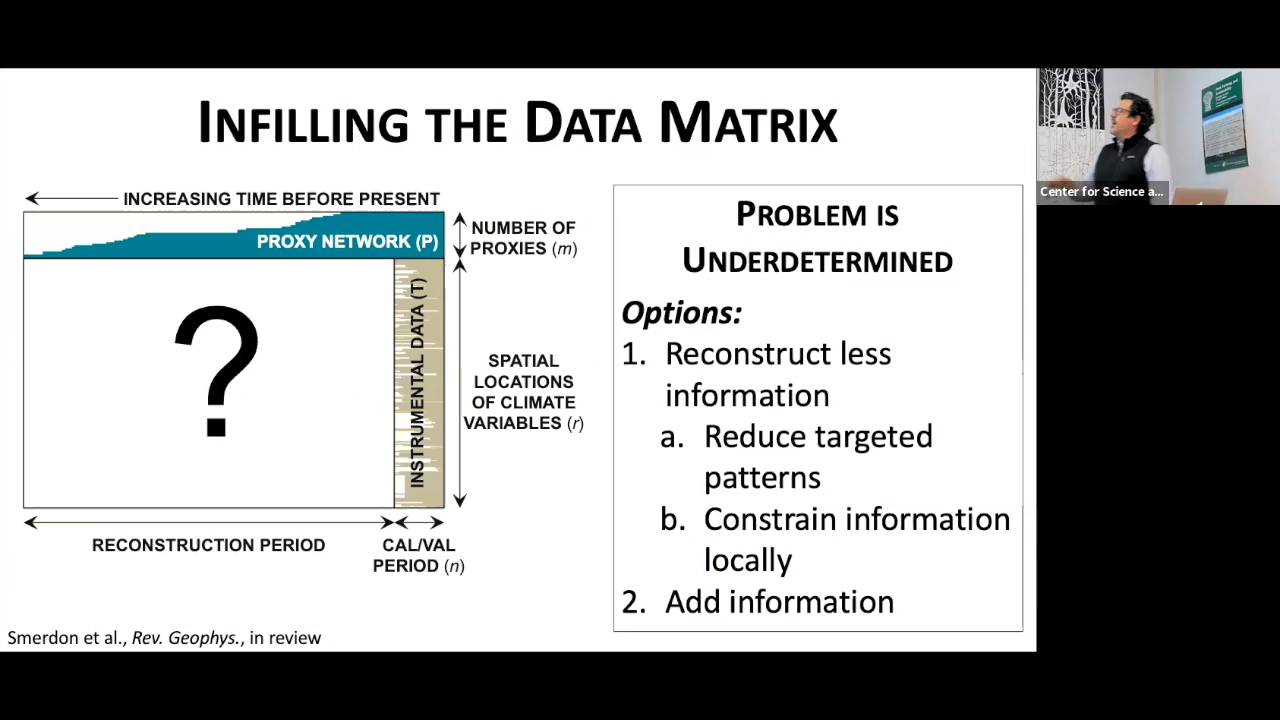 INFILLING THE DATA MATRIX
INCREASING TIME BEFORE PRESENT
PROXY NETWORK (P)
NUMBER OF
PROXIES (m)
?
INSTRUMENTAL DATA (T)
SPATIAL
LOCATIONS
OF CLIMATE
VARIABLES (r)
RECONSTRUCTION PERIOD
CAL/VAL
PERIOD (n)
Smerdon et al., Rev. Geophys., in review
PROBLEM IS
UNDERDETERMINED
Options:
1. Reconstruct less
information
a. Reduce targeted
patterns
b. Constrain information
locally
2. Add information
Center for Science a...